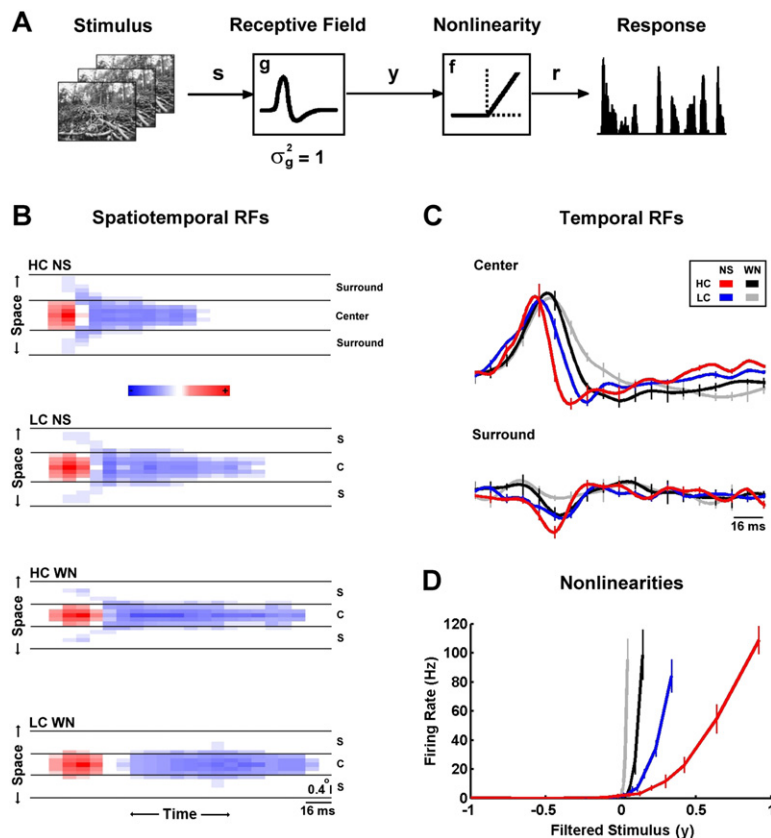 A
Stimulus
Receptive Field
Nonlinearity
Response
s
g
y
f
r
σg² = 1
B
Spatiotemporal RFs
HC NS
← Space →
Surround
Center
Surround
+
LC NS
← Space →
S
C
S
HC WN
← Space →
S
C
S
LC WN
← Space →
S
C
S
0.4°
16 ms
← Time →
C
Temporal RFs
Center
NS WN
HC
LC
Surround
16 ms
D
Nonlinearities
Firing Rate (Hz)
120
100
80
60
40
20
0
-1 -0.5 0 0.5 1
Filtered Stimulus (y)